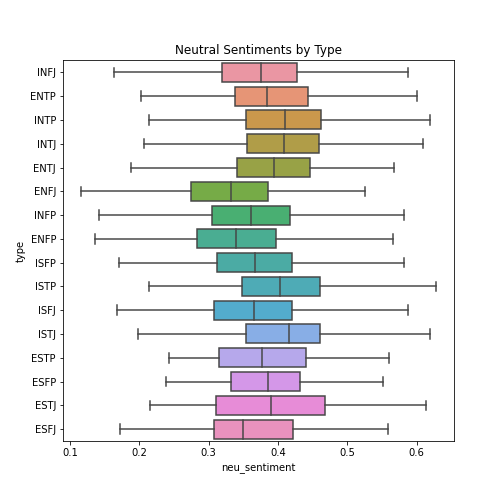 Neutral Sentiments by Type
INFJ
ENTP
INTP
INTJ
ENTJ
ENFJ
INFP
ENFP
ISFP
ISTP
ISFJ
ISTJ
ESTP
ESFP
ESTJ
ESFJ
type
0.1 0.2 0.3 0.4 0.5 0.6
neu_sentiment